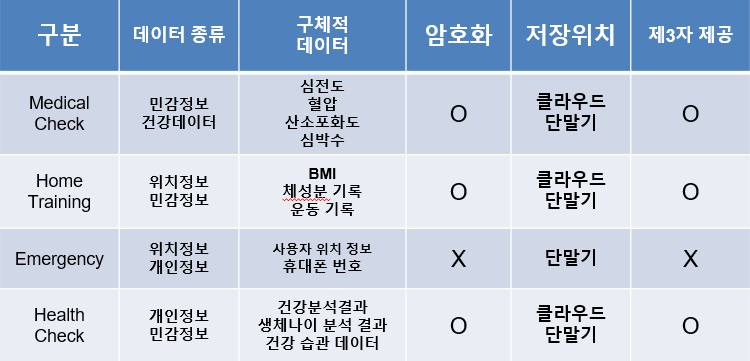 구분
데이터 종류
구체적
데이터
암호화
저장위치
제3자 제공
Medical
Check
민감정보
건강데이터
심전도
혈압
산소포화도
심박수
O
클라우드
단말기
O
Home
Training
위치정보
민감정보
BMI
체성분 기록
운동 기록
O
클라우드
단말기
O
Emergency
위치정보
개인정보
사용자 위치 정보
휴대폰 번호
X
단말기
X
Health
Check
개인정보
민감정보
건강분석결과
생체나이 분석 결과
건강 습관 데이터
O
클라우드
단말기
O